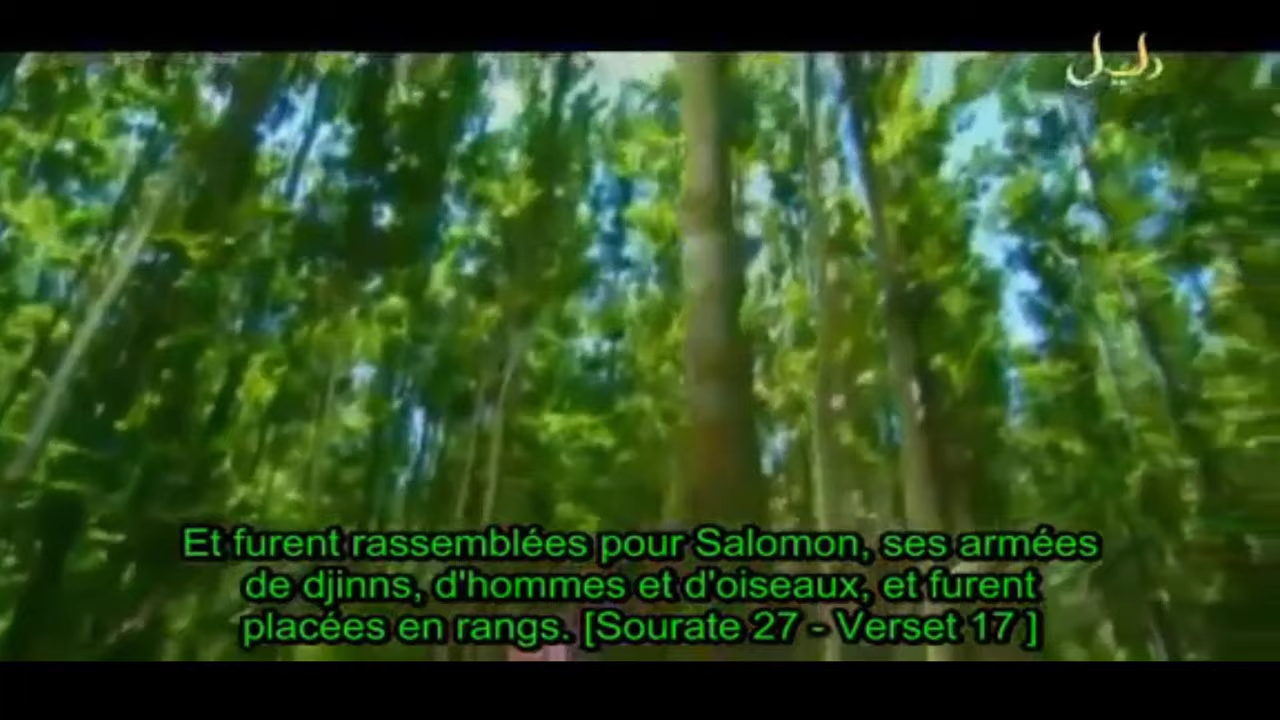 دليل
Et furent rassemblées pour Salomon, ses armées
de djinns, d'hommes et d'oiseaux, et furent
placées en rangs. [Sourate 27 - Verset 17 ]